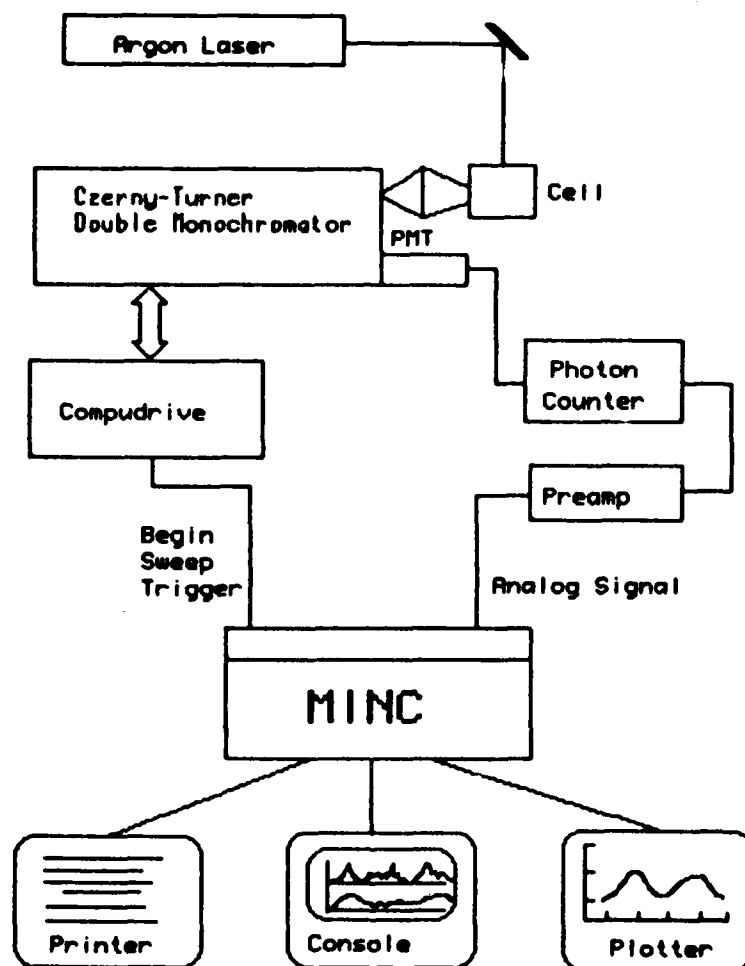 Argon Laser
Czerny-Turner
Double Monochromator
Cell
PMT
Photon
Counter
Compudrive
Preamp
Begin
Sweep
Trigger
Analog Signal
MINC
Printer
Console
Plotter